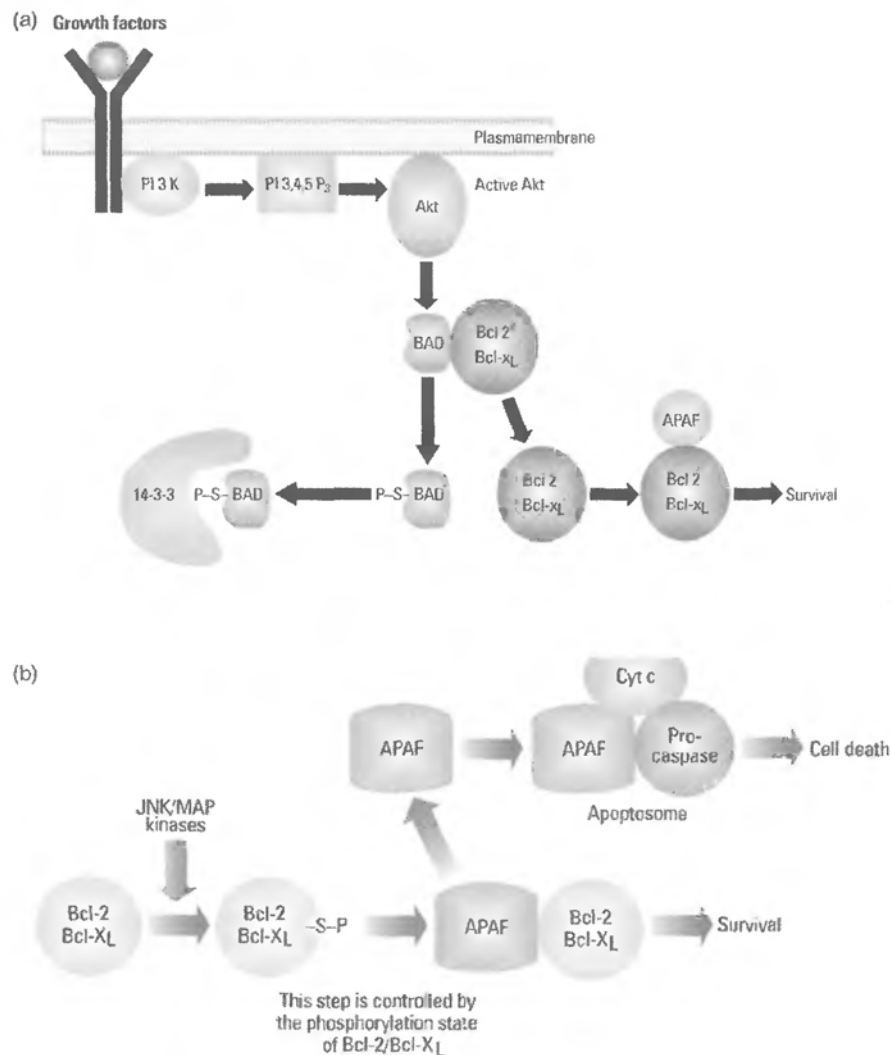 (a)
Growth factors
Plasmamembrane
PI 3 K
PI 3,4,5 P3
Akt
Active Akt
BAD
Bcl 2
Bcl-xL
APAF
14-3-3
P–S–BAD
P–S–BAD
Bcl 2
Bcl-xL
Bcl 2
Bcl-xL
Survival
(b)
Cyt c
APAF
APAF
Pro-
caspase
Cell death
Apoptosome
JNK/MAP
kinases
Bcl-2
Bcl-XL
Bcl-2
Bcl-XL
–S–P
APAF
Bcl-2
Bcl-XL
Survival
This step is controlled by
the phosphorylation state
of Bcl-2/Bcl-XL